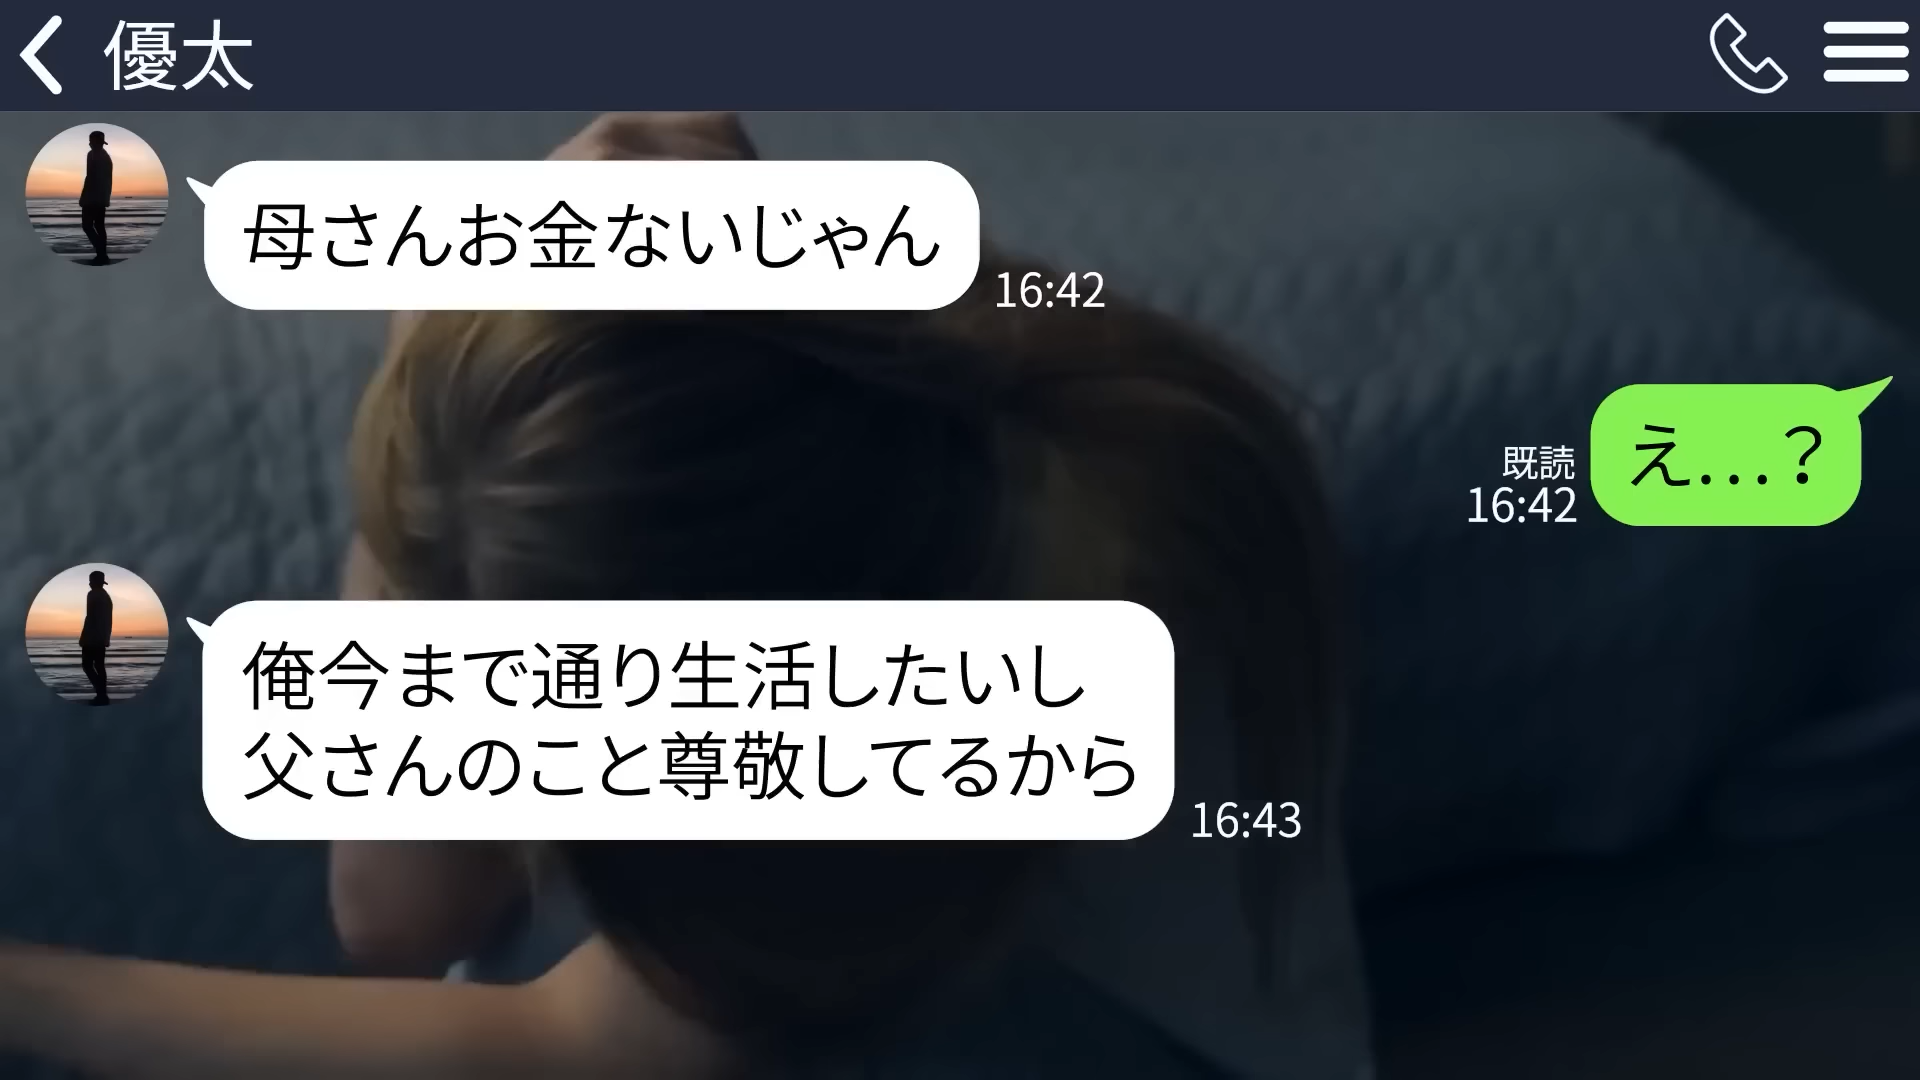 優太
母さんお金ないじゃん
16:42
え…?
既読
16:42
俺今まで通り生活したいし
父さんのこと尊敬してるから
16:43